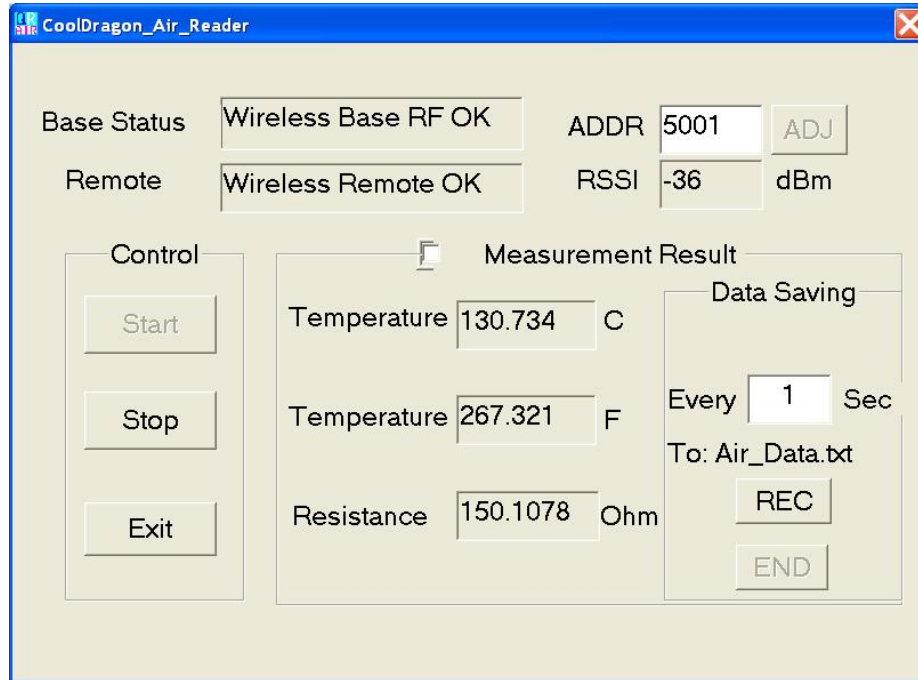 CoolDragon_Air_Reader
Base Status Wireless Base RF OK ADDR 5001 ADJ
Remote Wireless Remote OK RSSI -36 dBm
Control Measurement Result
Data Saving
Start Temperature 130.734 C
Stop Temperature 267.321 F Every 1 Sec
To: Air_Data.txt
Exit Resistance 150.1078 Ohm REC
END